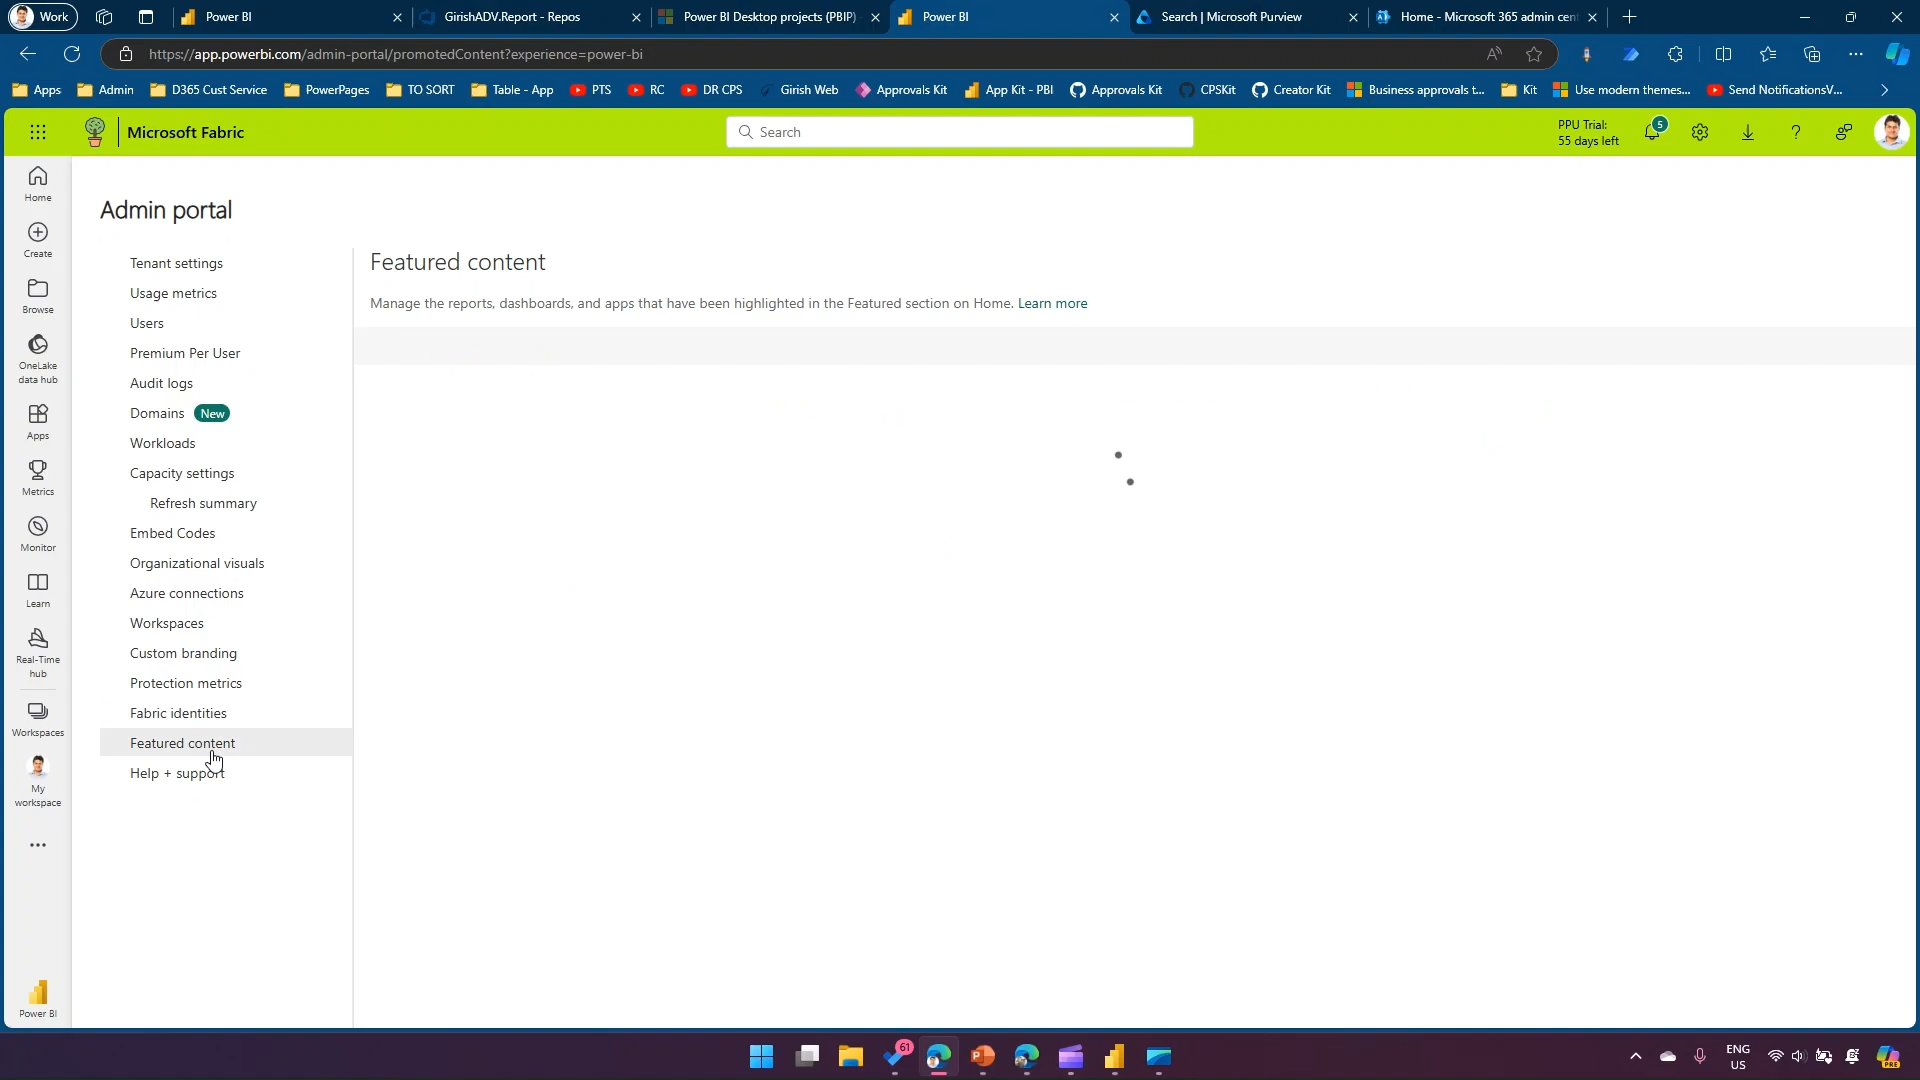 Work
Power BI
GirishADV.Report - Repos
Power BI Desktop projects (PBIP)
Power BI
Search | Microsoft Purview
Home - Microsoft 365 admin cen
https://app.powerbi.com/admin-portal/promotedContent?experience=power-bi
Apps
Admin
D365 Cust Service
PowerPages
TO SORT
Table - App
PTS
RC
DR CPS
Girish Web
Approvals Kit
App Kit - PBI
Approvals Kit
CPSKit
Creator Kit
Business approvals t...
Kit
Use modern themes...
Send NotificationsV...
Microsoft Fabric
Search
PPU Trial:
55 days left
5
Home
Create
Browse
OneLake
data hub
Apps
Metrics
Monitor
Learn
Real-Time
hub
Workspaces
My
workspace
Power BI
Admin portal
Tenant settings
Usage metrics
Users
Premium Per User
Audit logs
Domains New
Workloads
Capacity settings
Refresh summary
Embed Codes
Organizational visuals
Azure connections
Workspaces
Custom branding
Protection metrics
Fabric identities
Featured content
Help + support
Featured content
Manage the reports, dashboards, and apps that have been highlighted in the Featured section on Home. Learn more
61
ENG
US
PRE